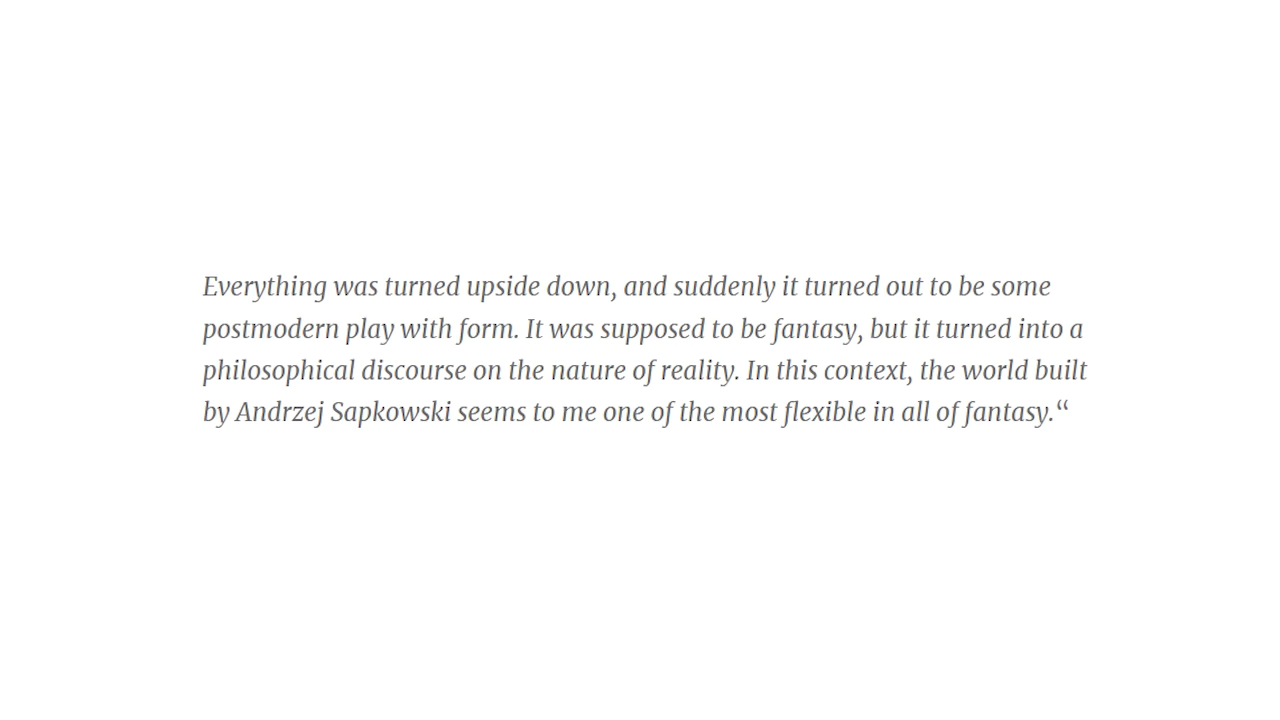 Everything was turned upside down, and suddenly it turned out to be some
postmodern play with form. It was supposed to be fantasy, but it turned into a
philosophical discourse on the nature of reality. In this context, the world built
by Andrzej Sapkowski seems to me one of the most flexible in all of fantasy.“